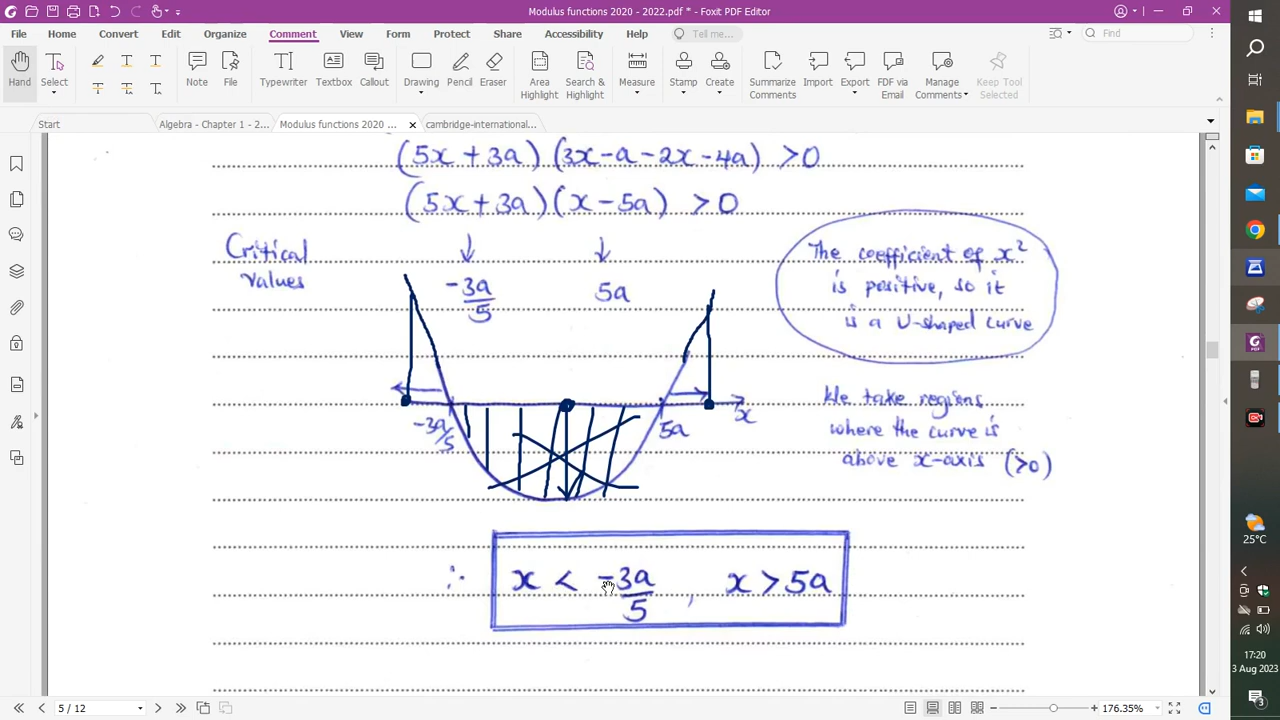 Modulus functions 2020 - 2022.pdf * - Foxit PDF Editor
File Home Convert Edit Organize Comment View Form Protect Share Accessibility Help Tell me... Find
Hand Select Note File Typewriter Textbox Callout Drawing Pencil Eraser Area Highlight Search & Highlight Measure Stamp Create Summarize Comments Import Export FDF via Email Manage Comments Keep Tool Selected
Start Algebra - Chapter 1 - 2... Modulus functions 2020 ... cambridge-international...
(5x + 3a) (3x - a - 2x - 4a) > 0
(5x + 3a) (x - 5a) > 0
Critical
values
-3a/5 5a
The coefficient of x²
is positive, so it
is a U-shaped curve
-3a/5 5a x
We take regions
where the curve is
above x-axis (>0)
∴ x < -3a/5 , x > 5a
5 / 12 176.35%
25°C
17:20
3 Aug 2023
3